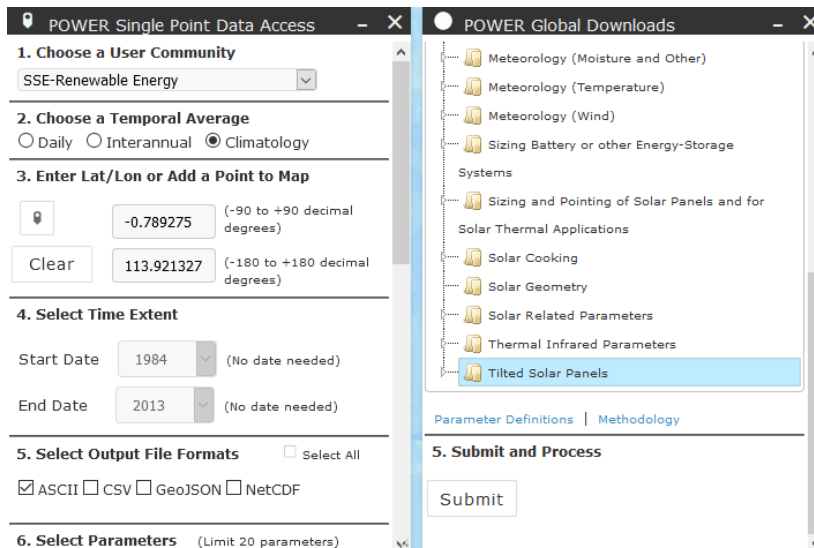 POWER Single Point Data Access
1. Choose a User Community
SSE-Renewable Energy
2. Choose a Temporal Average
Daily Interannual Climatology
3. Enter Lat/Lon or Add a Point to Map
-0.789275 (-90 to +90 decimal
degrees)
Clear 113.921327 (-180 to +180 decimal
degrees)
4. Select Time Extent
Start Date 1984 (No date needed)
End Date 2013 (No date needed)
5. Select Output File Formats Select All
ASCII CSV GeoJSON NetCDF
6. Select Parameters (Limit 20 parameters)
POWER Global Downloads
Meteorology (Moisture and Other)
Meteorology (Temperature)
Meteorology (Wind)
Sizing Battery or other Energy-Storage
Systems
Sizing and Pointing of Solar Panels and for
Solar Thermal Applications
Solar Cooking
Solar Geometry
Solar Related Parameters
Thermal Infrared Parameters
Tilted Solar Panels
Parameter Definitions | Methodology
5. Submit and Process
Submit